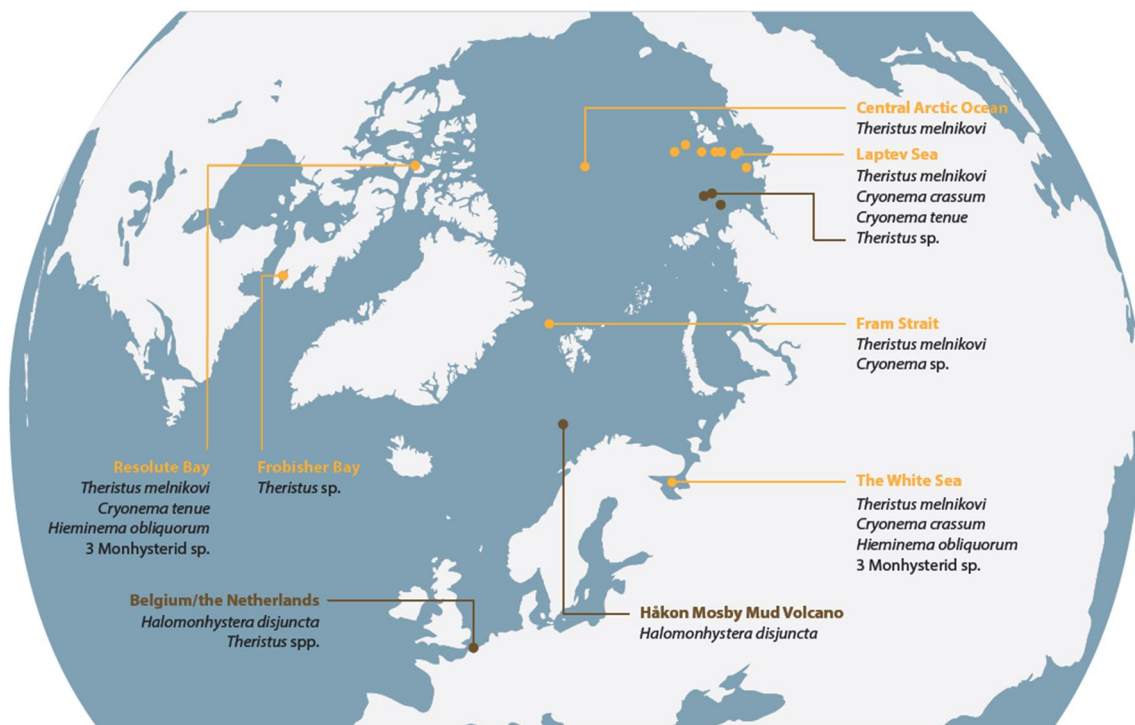 Central Arctic Ocean
Theristus melnikovi
Laptev Sea
Theristus melnikovi
Cryonema crassum
Cryonema tenue
Theristus sp.
Fram Strait
Theristus melnikovi
Cryonema sp.
Resolute Bay
Theristus melnikovi
Cryonema tenue
Hieminema obliquorum
3 Monhysterid sp.
Frobisher Bay
Theristus sp.
The White Sea
Theristus melnikovi
Cryonema crassum
Hieminema obliquorum
3 Monhysterid sp.
Belgium/the Netherlands
Halomonhystera disjuncta
Theristus spp.
Håkon Mosby Mud Volcano
Halomonhystera disjuncta